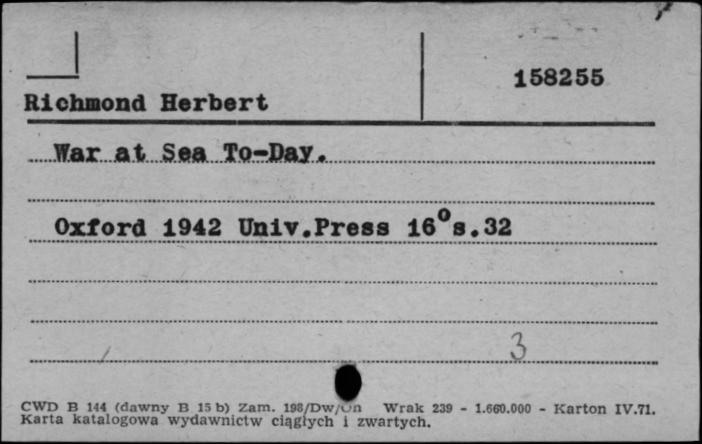 158255
Richmond Herbert
War at Sea To-Day.
Oxford 1942 Univ.Press 16°s.32
3
CWD B 144 (dawny B 15 b) Zam. 198/Dw/Un Wrak 239 - 1.660.000 - Karton IV.71.
Karta katalogowa wydawnictw ciągłych i zwartych.